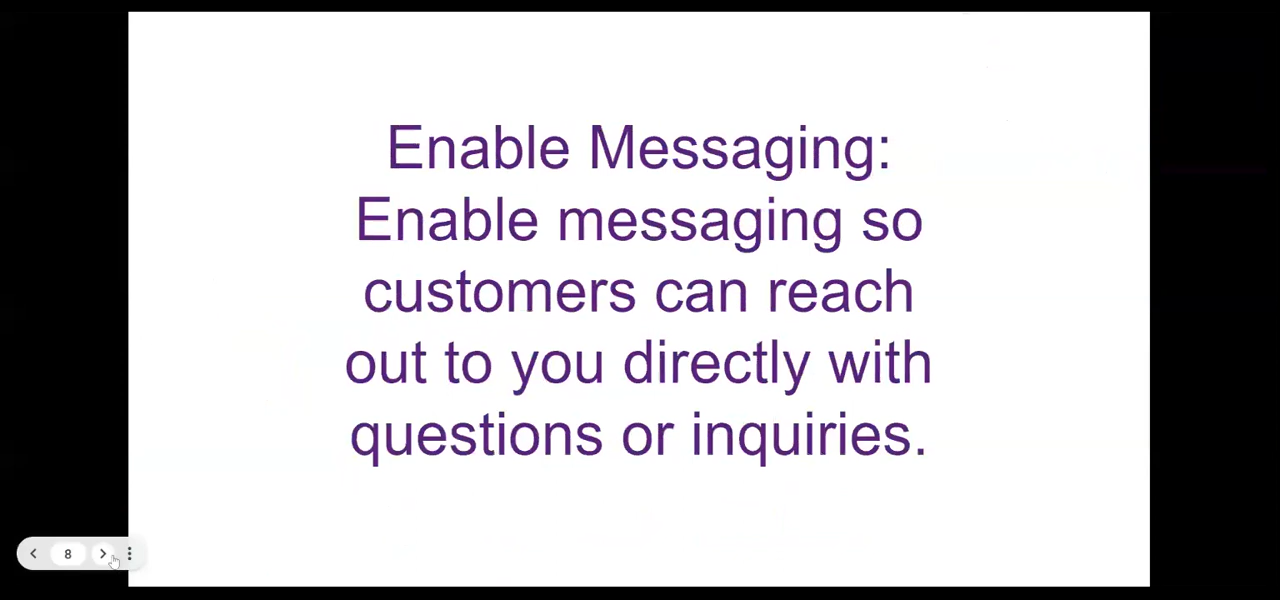 Enable Messaging:
Enable messaging so
customers can reach
out to you directly with
questions or inquiries.
8